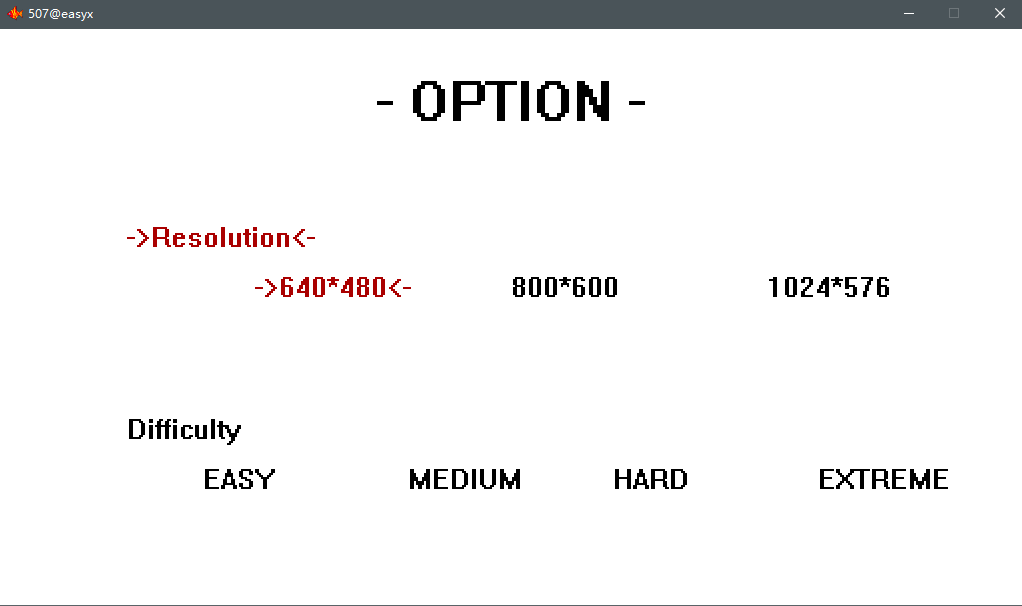 507@easyx
- OPTION -
->Resolution<-
->640*480<- 800*600 1024*576
Difficulty
EASY MEDIUM HARD EXTREME